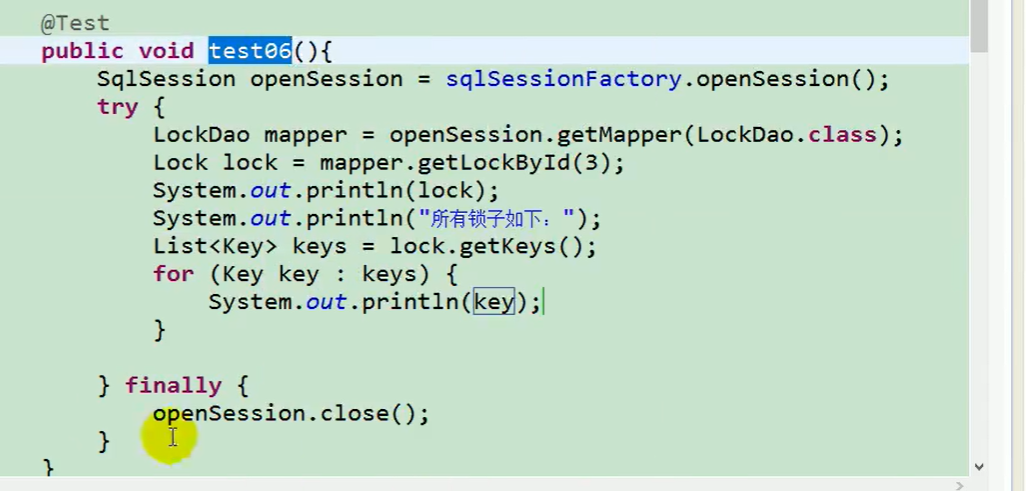 @Test
public void test06(){
SqlSession openSession = sqlSessionFactory.openSession();
try {
LockDao mapper = openSession.getMapper(LockDao.class);
Lock lock = mapper.getLockById(3);
System.out.println(lock);
System.out.println("所有锁子如下：");
List<Key> keys = lock.getKeys();
for (Key key : keys) {
System.out.println(key);
}
} finally {
openSession.close();
}
}